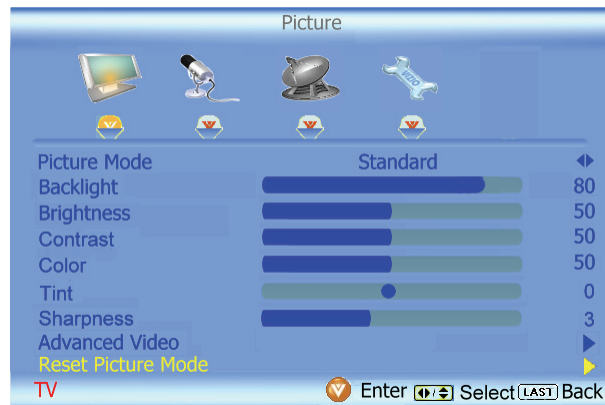 Picture
VIZIO
Picture Mode Standard
Backlight 80
Brightness 50
Contrast 50
Color 50
Tint 0
Sharpness 3
Advanced Video
Reset Picture Mode
TV V Enter Select LAST Back